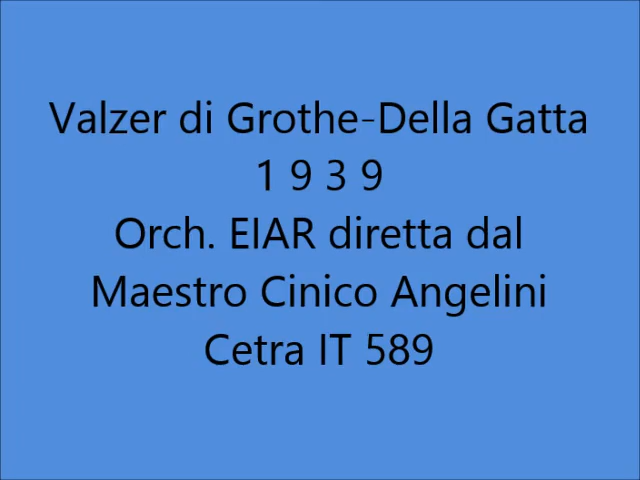 Valzer di Grothe-Della Gatta
1 9 3 9
Orch. EIAR diretta dal
Maestro Cinico Angelini
Cetra IT 589